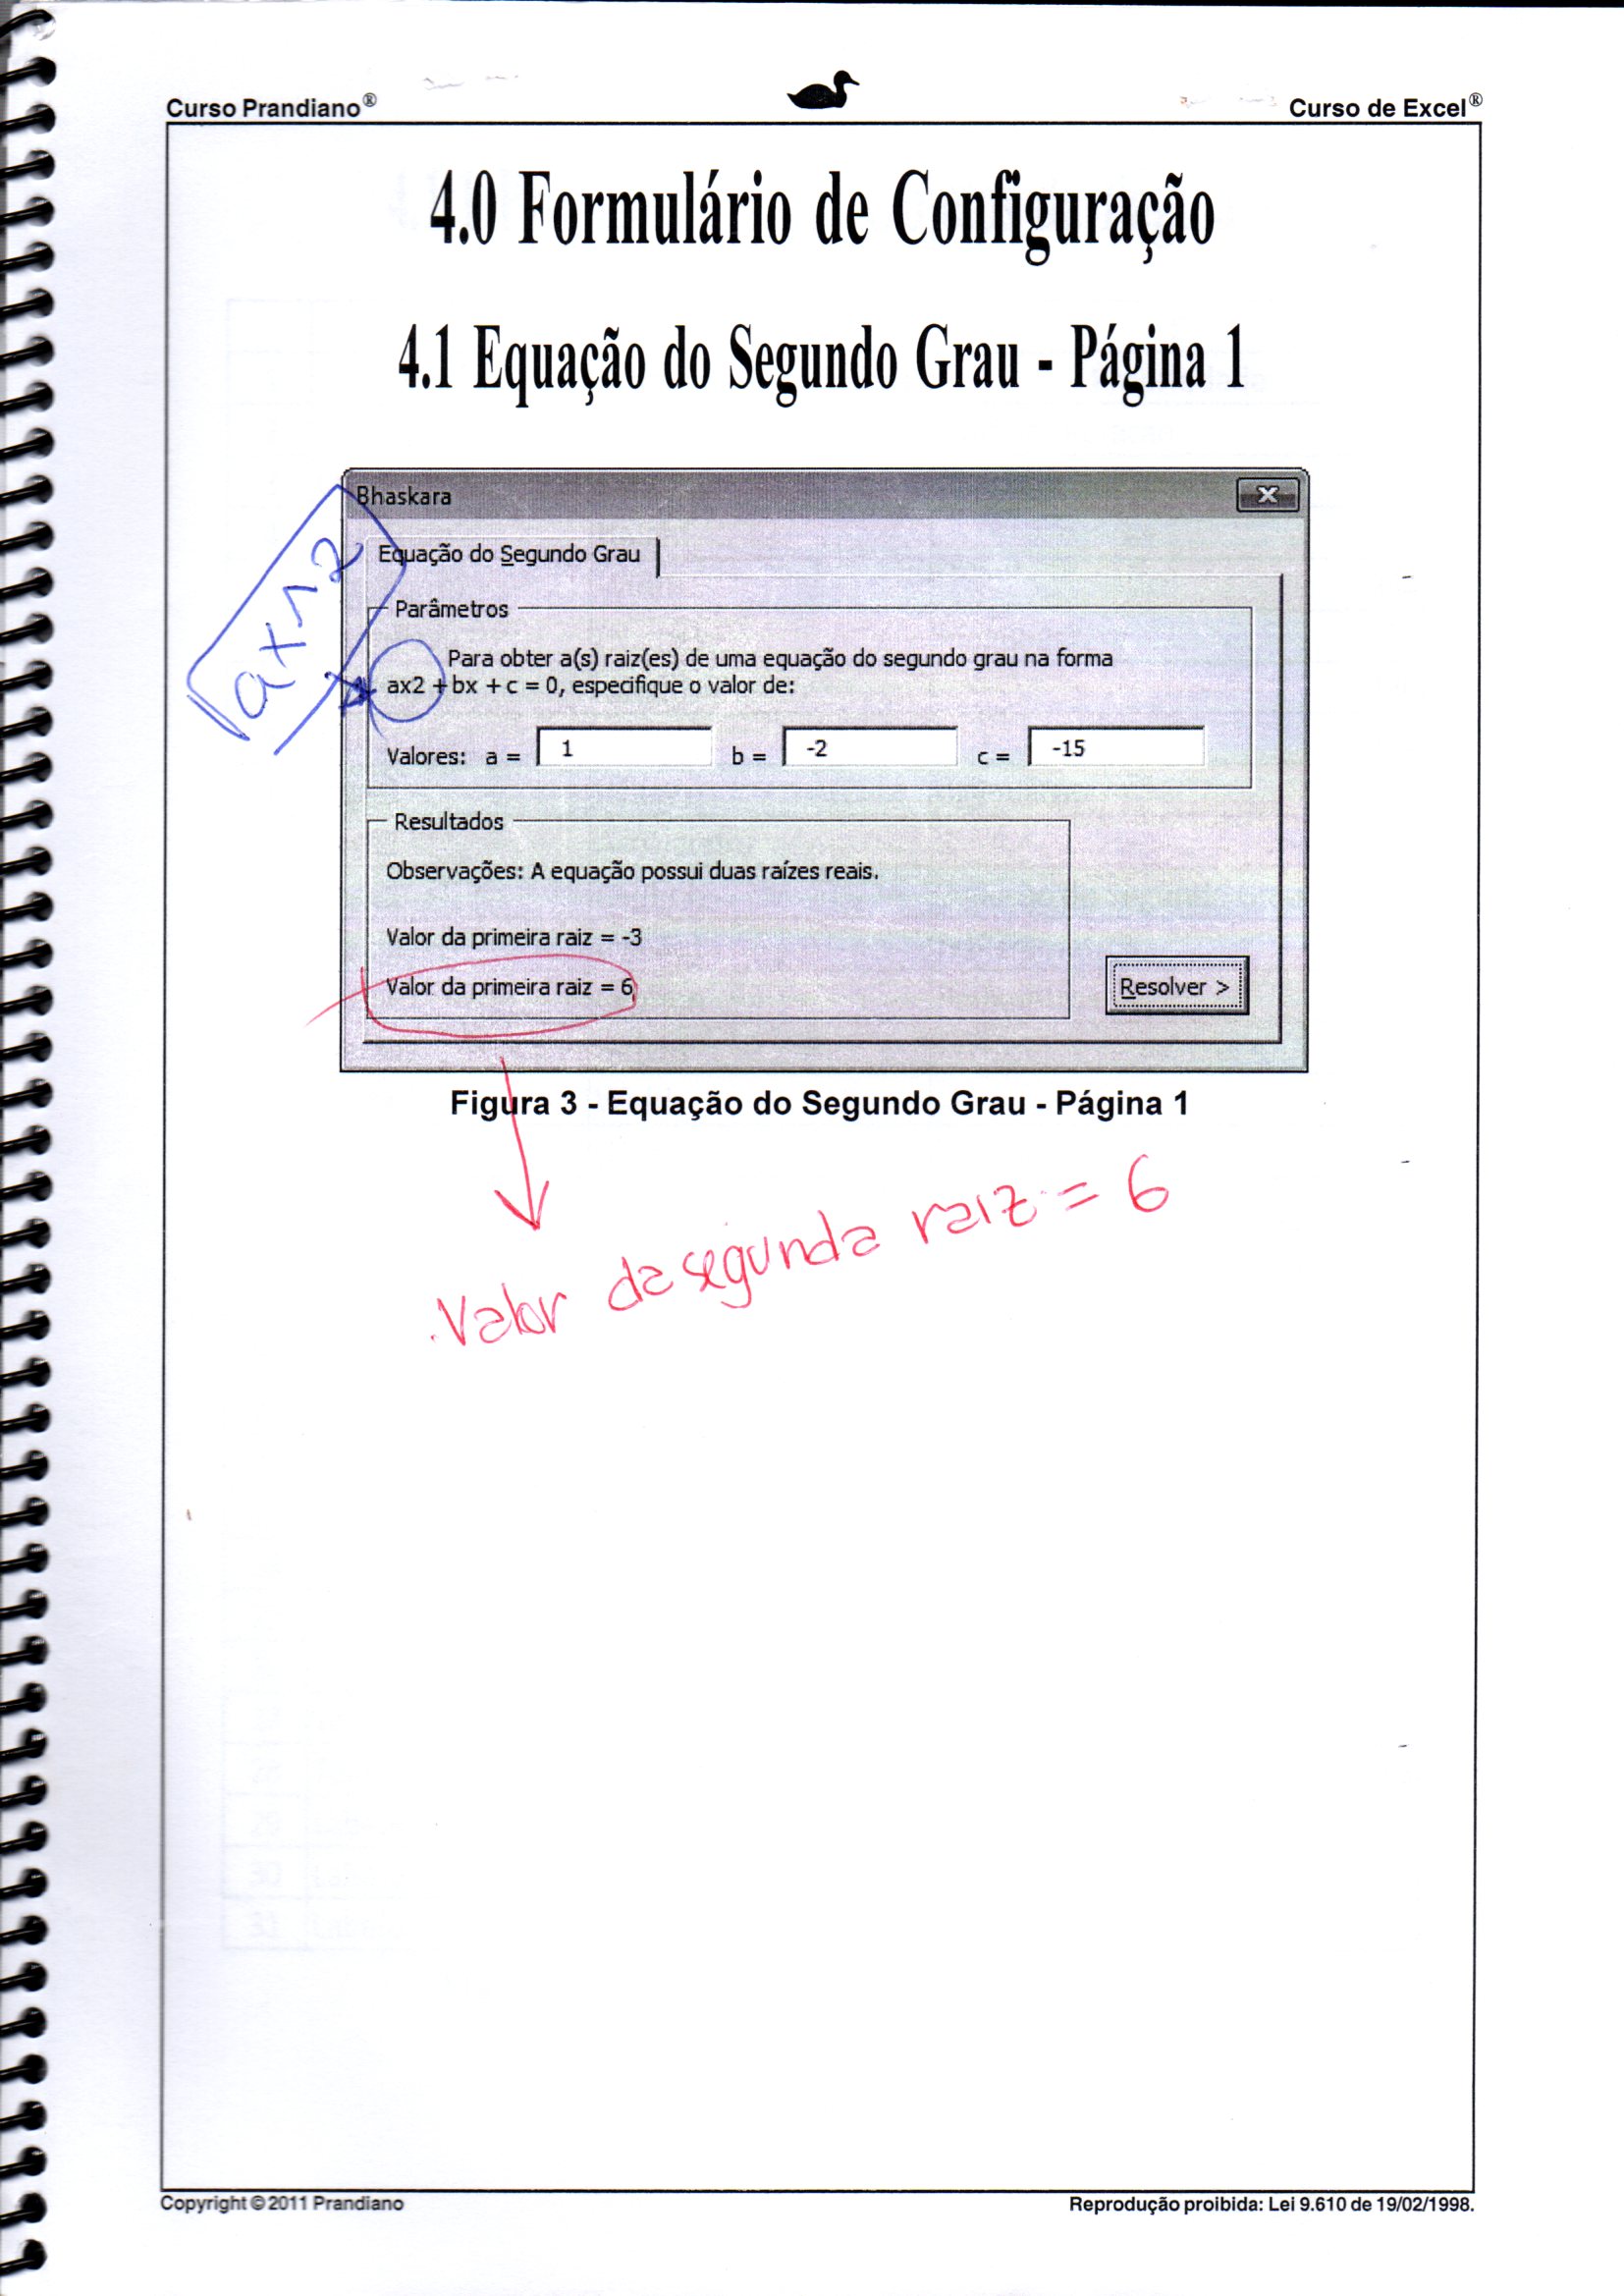 Curso Prandiano®
Curso de Excel®
4.0 Formulário de Configuração
4.1 Equação do Segundo Grau - Página 1
Bhaskara
Equação do Segundo Grau
Parâmetros
Para obter a(s) raiz(es) de uma equação do segundo grau na forma
ax2 + bx + c = 0, especifique o valor de:
ax^2
Valores: a = 1 b = -2 c = -15
Resultados
Observações: A equação possui duas raízes reais.
Valor da primeira raiz = -3
Valor da primeira raiz = 6
Resolver >
Figura 3 - Equação do Segundo Grau - Página 1
Valor da segunda raiz = 6
Copyright © 2011 Prandiano
Reprodução proibida: Lei 9.610 de 19/02/1998.